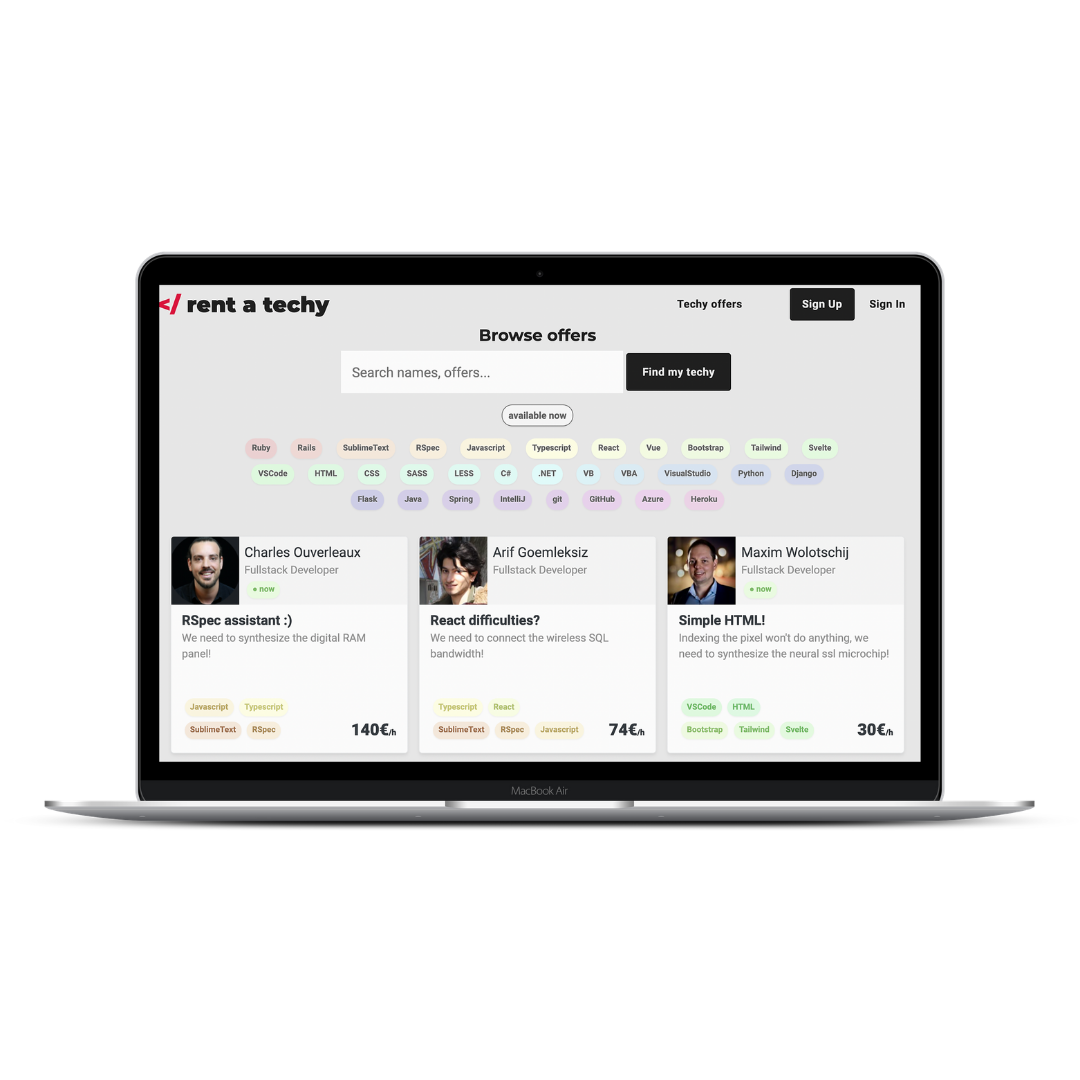 </ rent a techy
Techy offers
Sign Up
Sign In
Browse offers
Search names, offers...
Find my techy
available now
Ruby Rails SublimeText RSpec Javascript Typescript React Vue Bootstrap Tailwind Svelte
VSCode HTML CSS SASS LESS C# .NET VB VBA VisualStudio Python Django
Flask Java Spring IntelliJ git GitHub Azure Heroku
Charles Ouverleaux
Fullstack Developer
• now
RSpec assistant :)
We need to synthesize the digital RAM
panel!
Javascript Typescript
SublimeText RSpec
140€/h
Arif Goemleksiz
Fullstack Developer
React difficulties?
We need to connect the wireless SQL
bandwidth!
Typescript React
SublimeText RSpec Javascript
74€/h
Maxim Wolotschij
Fullstack Developer
• now
Simple HTML!
Indexing the pixel won't do anything, we
need to synthesize the neural ssl microchip!
VSCode HTML
Bootstrap Tailwind Svelte
30€/h
MacBook Air